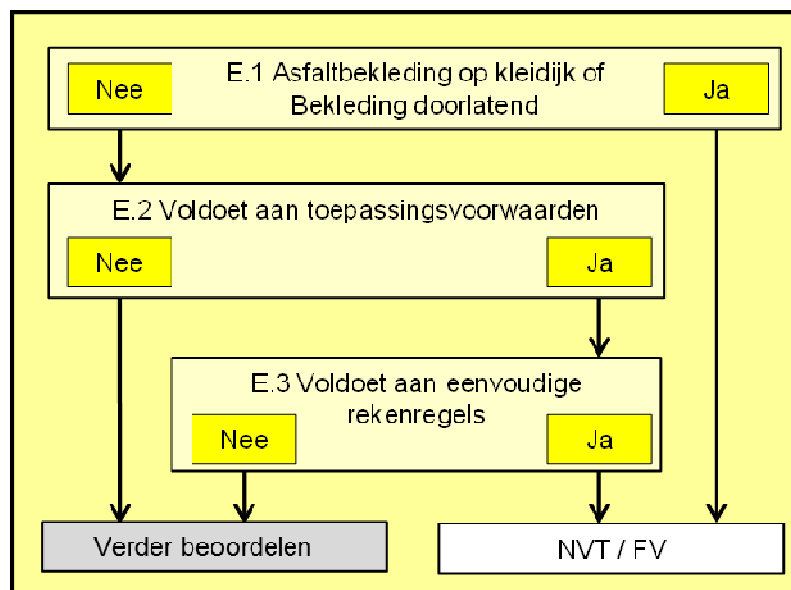 E.1 Asfaltbekleding op kleidijk of
Bekleding doorlatend
Nee
Ja
E.2 Voldoet aan toepassingsvoorwaarden
Nee
Ja
E.3 Voldoet aan eenvoudige
rekenregels
Nee
Ja
Verder beoordelen
NVT / FV